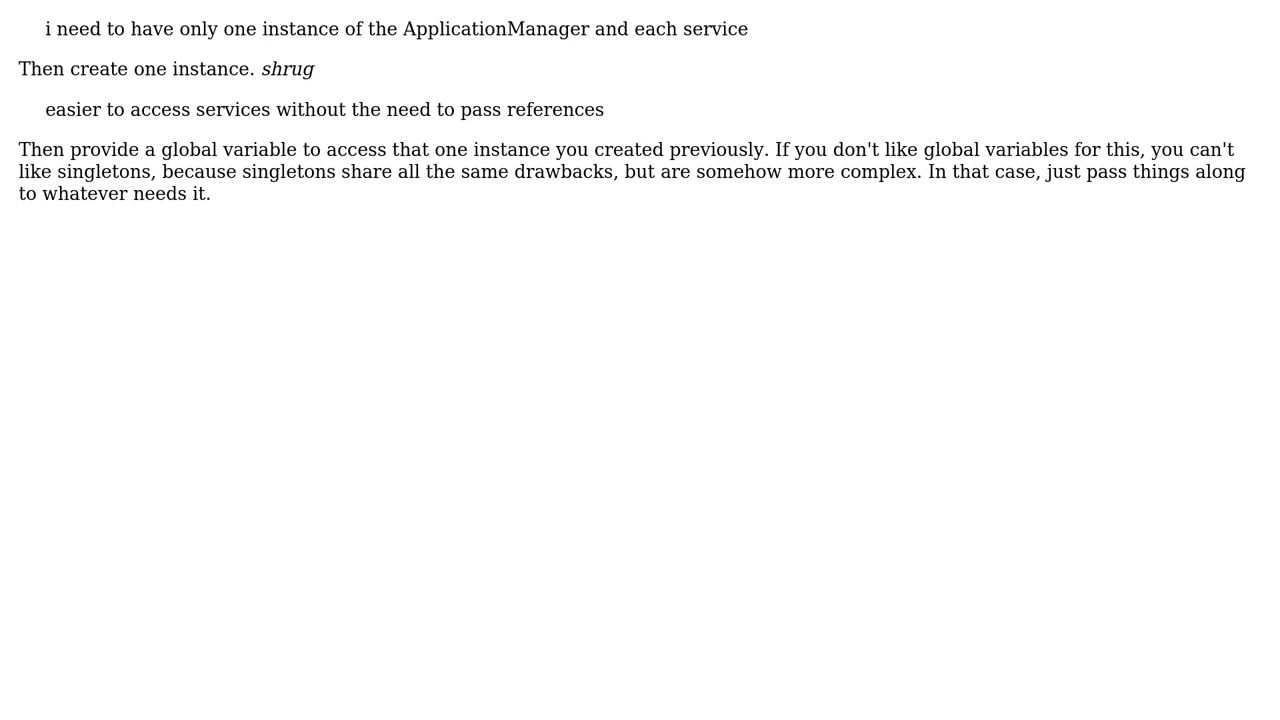 i need to have only one instance of the ApplicationManager and each service
Then create one instance. shrug
easier to access services without the need to pass references
Then provide a global variable to access that one instance you created previously. If you don't like global variables for this, you can't
like singletons, because singletons share all the same drawbacks, but are somehow more complex. In that case, just pass things along
to whatever needs it.